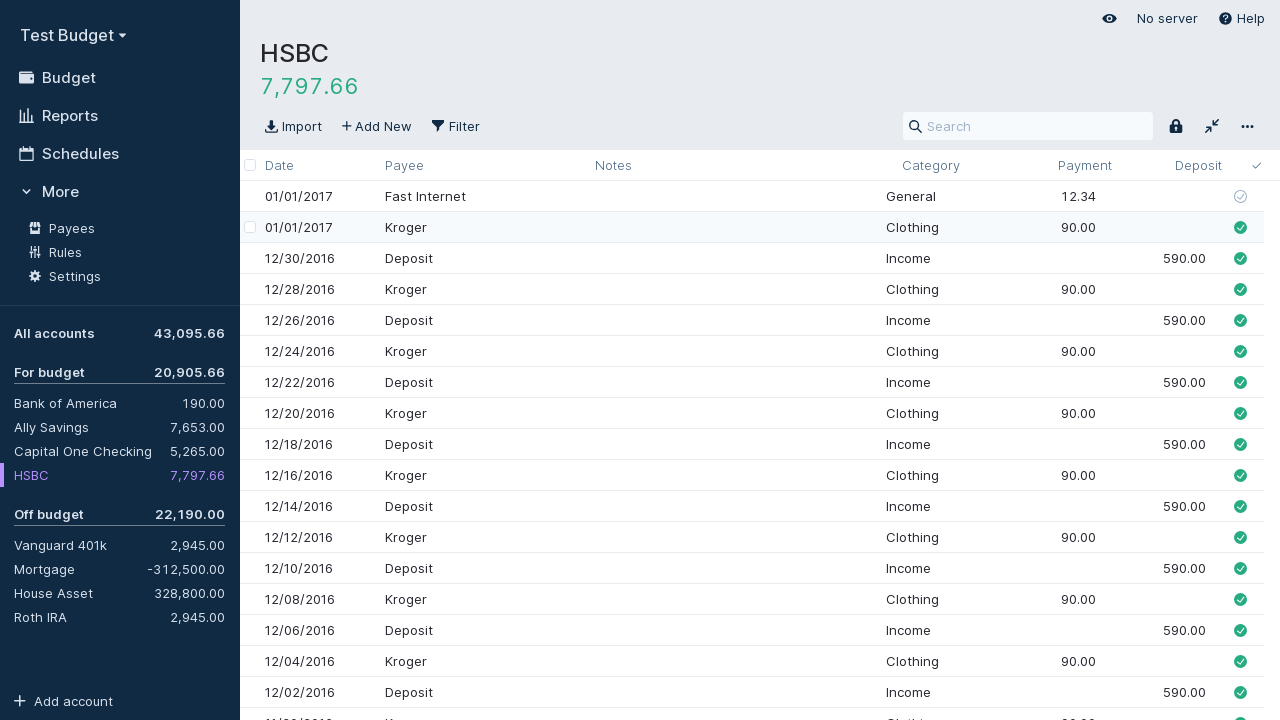 Test Budget
Budget
Reports
Schedules
More
Payees
Rules
Settings
All accounts 43,095.66
For budget 20,905.66
Bank of America 190.00
Ally Savings 7,653.00
Capital One Checking 5,265.00
HSBC 7,797.66
Off budget 22,190.00
Vanguard 401k 2,945.00
Mortgage -312,500.00
House Asset 328,800.00
Roth IRA 2,945.00
Add account
No server Help
HSBC
7,797.66
Import Add New Filter Search
Date Payee Notes Category Payment Deposit
01/01/2017 Fast Internet General 12.34
01/01/2017 Kroger Clothing 90.00
12/30/2016 Deposit Income 590.00
12/28/2016 Kroger Clothing 90.00
12/26/2016 Deposit Income 590.00
12/24/2016 Kroger Clothing 90.00
12/22/2016 Deposit Income 590.00
12/20/2016 Kroger Clothing 90.00
12/18/2016 Deposit Income 590.00
12/16/2016 Kroger Clothing 90.00
12/14/2016 Deposit Income 590.00
12/12/2016 Kroger Clothing 90.00
12/10/2016 Deposit Income 590.00
12/08/2016 Kroger Clothing 90.00
12/06/2016 Deposit Income 590.00
12/04/2016 Kroger Clothing 90.00
12/02/2016 Deposit Income 590.00